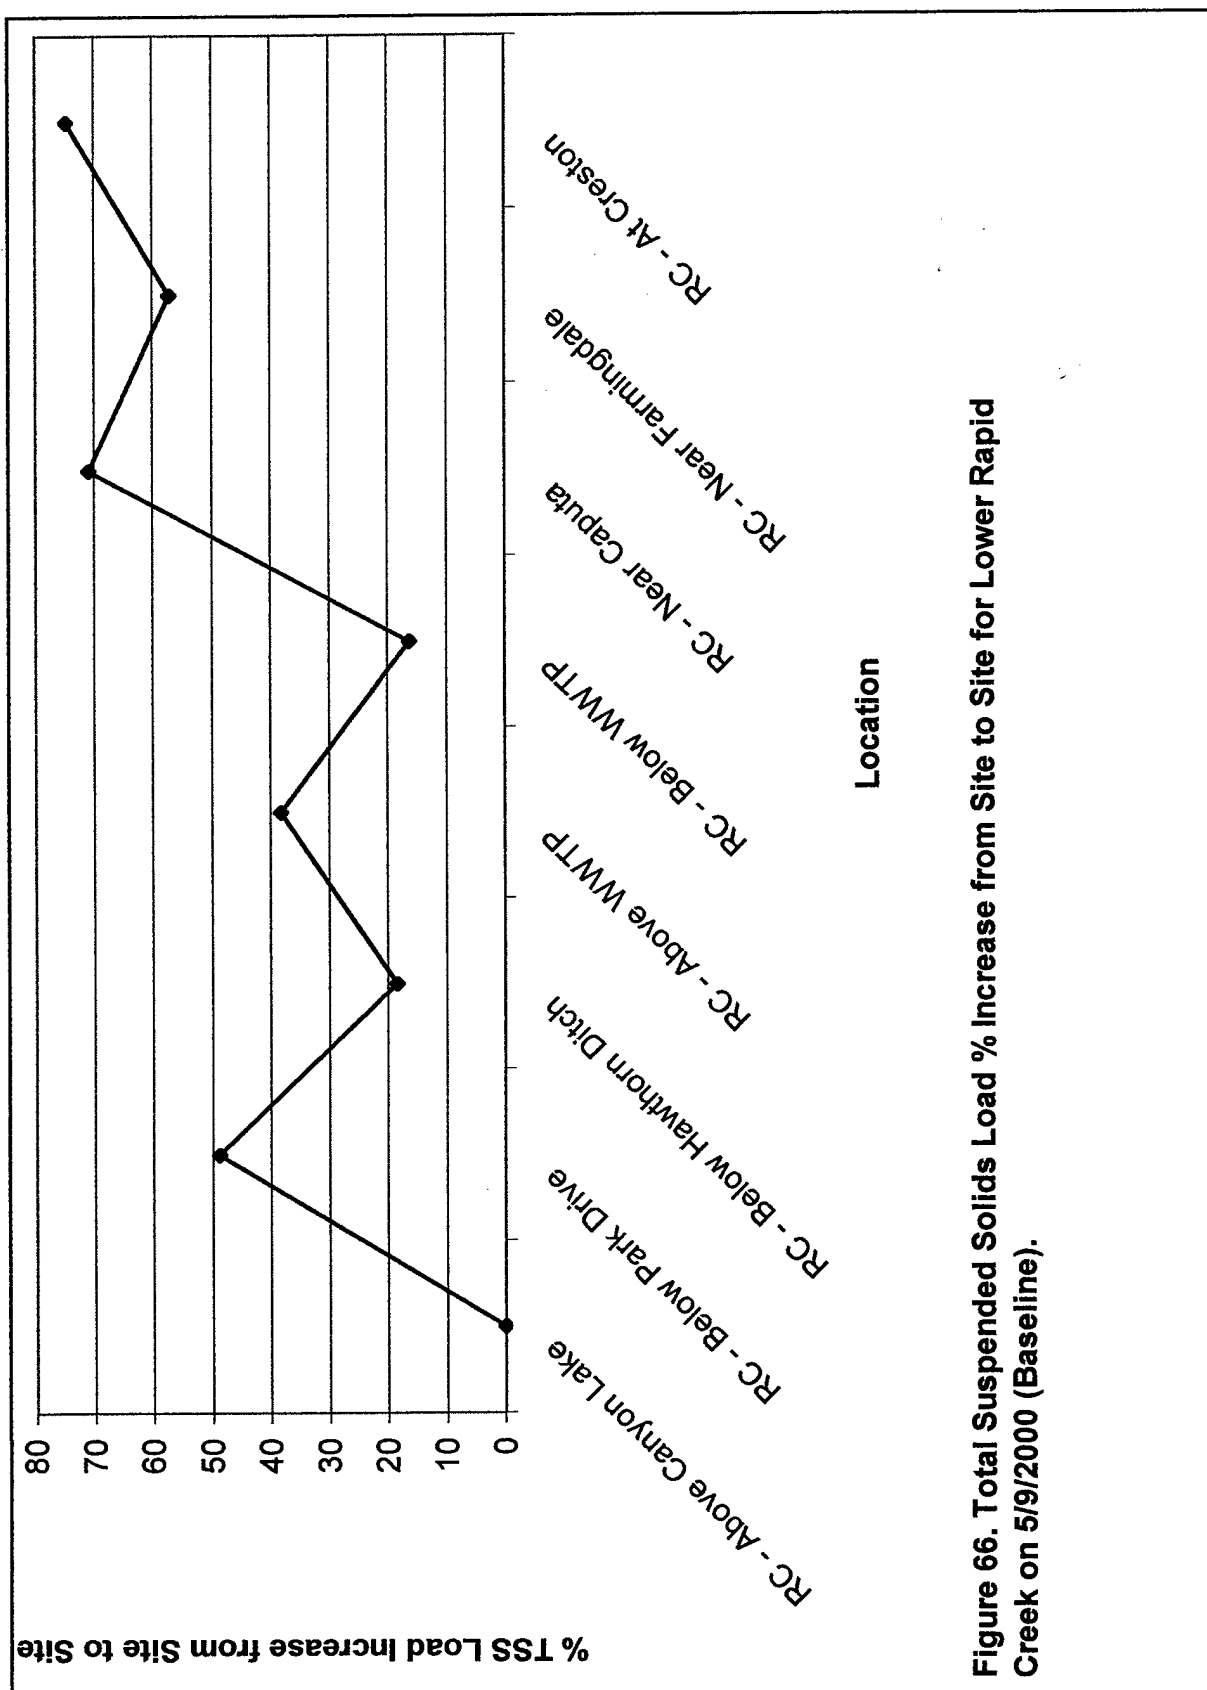 % TSS Load Increase from Site to Site
80
70
60
50
40
30
20
10
0
RC - Above Canyon Lake
RC - Below Park Drive
RC - Below Hawthorn Ditch
RC - Above WWTP
RC - Below WWTP
RC - Near Caputa
RC - Near Farmingdale
RC - At Creston
Location
Figure 66. Total Suspended Solids Load % Increase from Site to Site for Lower Rapid
Creek on 5/9/2000 (Baseline).